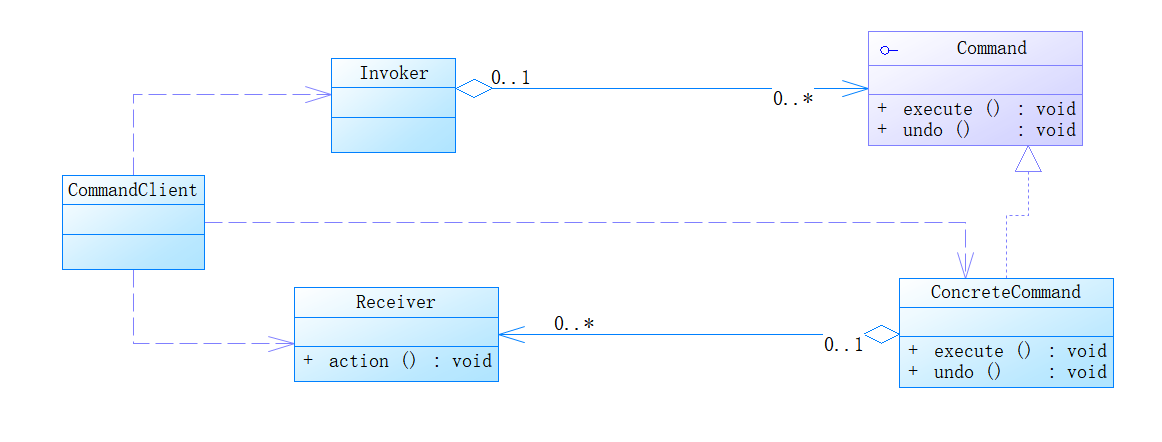 Invoker
0..1
0..*
Command
+ execute () : void
+ undo () : void
CommandClient
Receiver
+ action () : void
0..*
0..1
ConcreteCommand
+ execute () : void
+ undo () : void